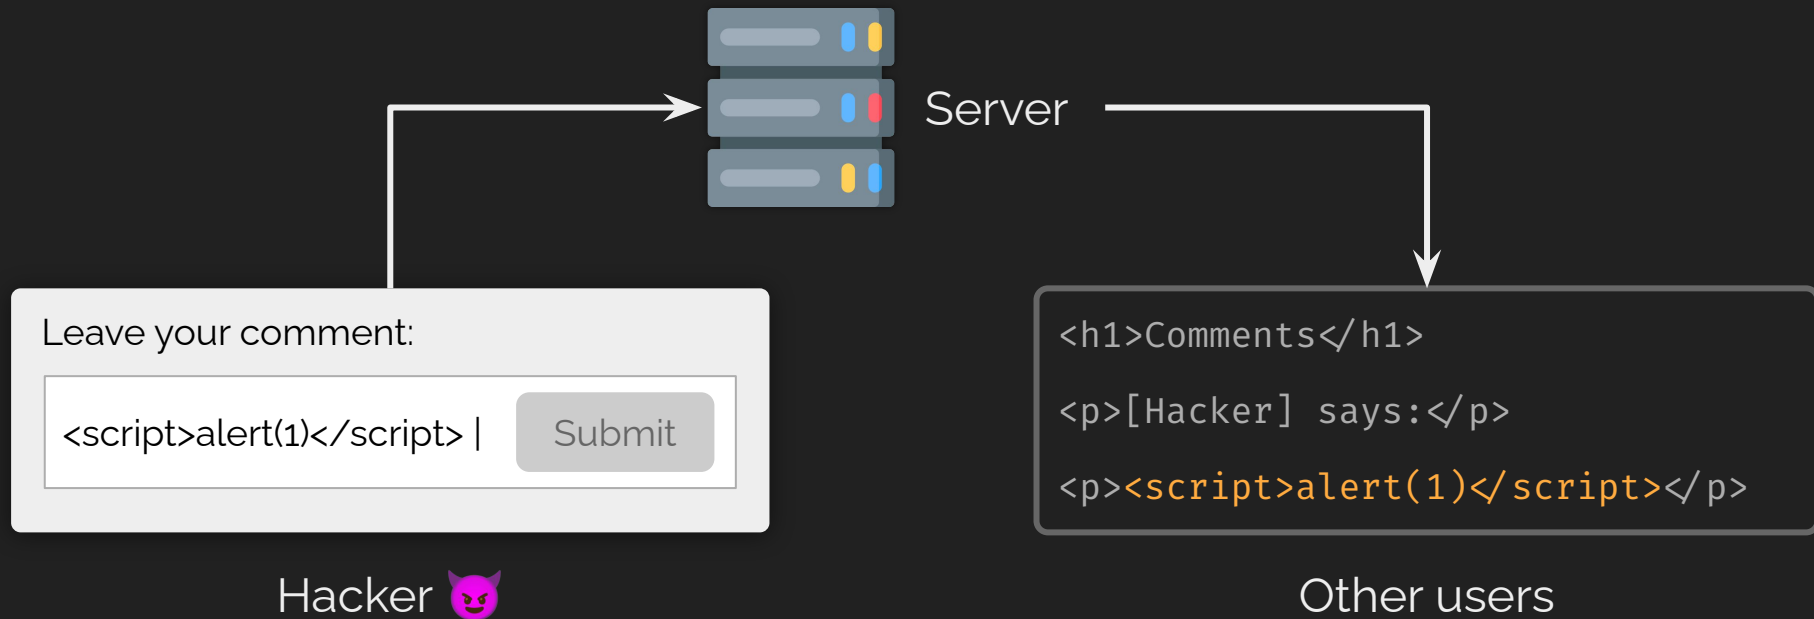 Server
Leave your comment:
<script>alert(1)</script> |
Submit
<h1>Comments</h1>
<p>[Hacker] says:</p>
<p><script>alert(1)</script></p>
Hacker 😈
Other users